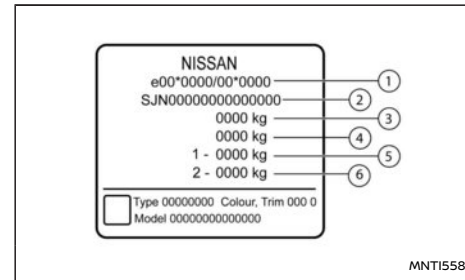 NISSAN
e00*0000/00*0000 1
SJN00000000000000 2
0000 kg 3
0000 kg 4
1 - 0000 kg 5
2 - 0000 kg 6
Type 00000000 Colour, Trim 000 0
Model 00000000000000
MNTI558